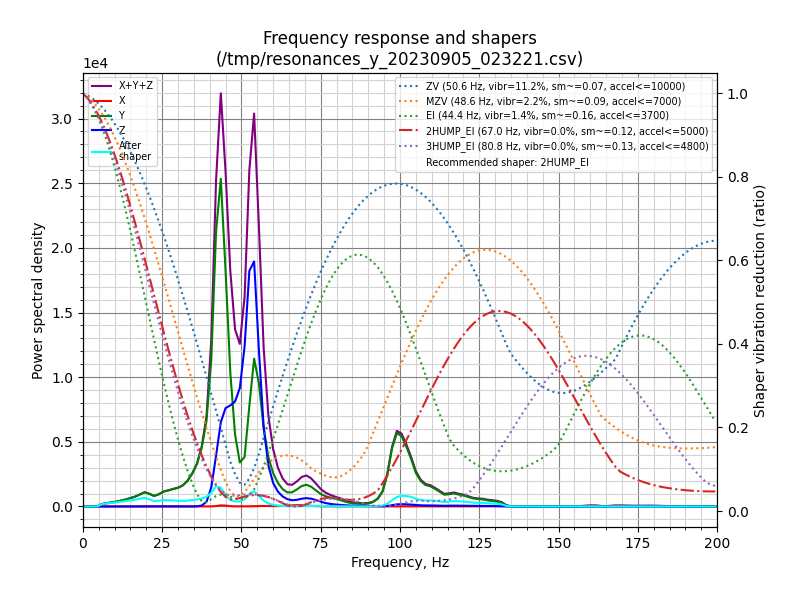 Frequency response and shapers
(/tmp/resonances_y_20230905_023221.csv)
1e4
X+Y+Z
X
Y
Z
After
shaper
ZV (50.6 Hz, vibr=11.2%, sm~=0.07, accel<=10000)
MZV (48.6 Hz, vibr=2.2%, sm~=0.09, accel<=7000)
EI (44.4 Hz, vibr=1.4%, sm~=0.16, accel<=3700)
2HUMP_EI (67.0 Hz, vibr=0.0%, sm~=0.12, accel<=5000)
3HUMP_EI (80.8 Hz, vibr=0.0%, sm~=0.13, accel<=4800)
Recommended shaper: 2HUMP_EI
Power spectral density
3.0
2.5
2.0
1.5
1.0
0.5
0.0
1.0
0.8
0.6
0.4
0.2
0.0
Shaper vibration reduction (ratio)
0 25 50 75 100 125 150 175 200
Frequency, Hz